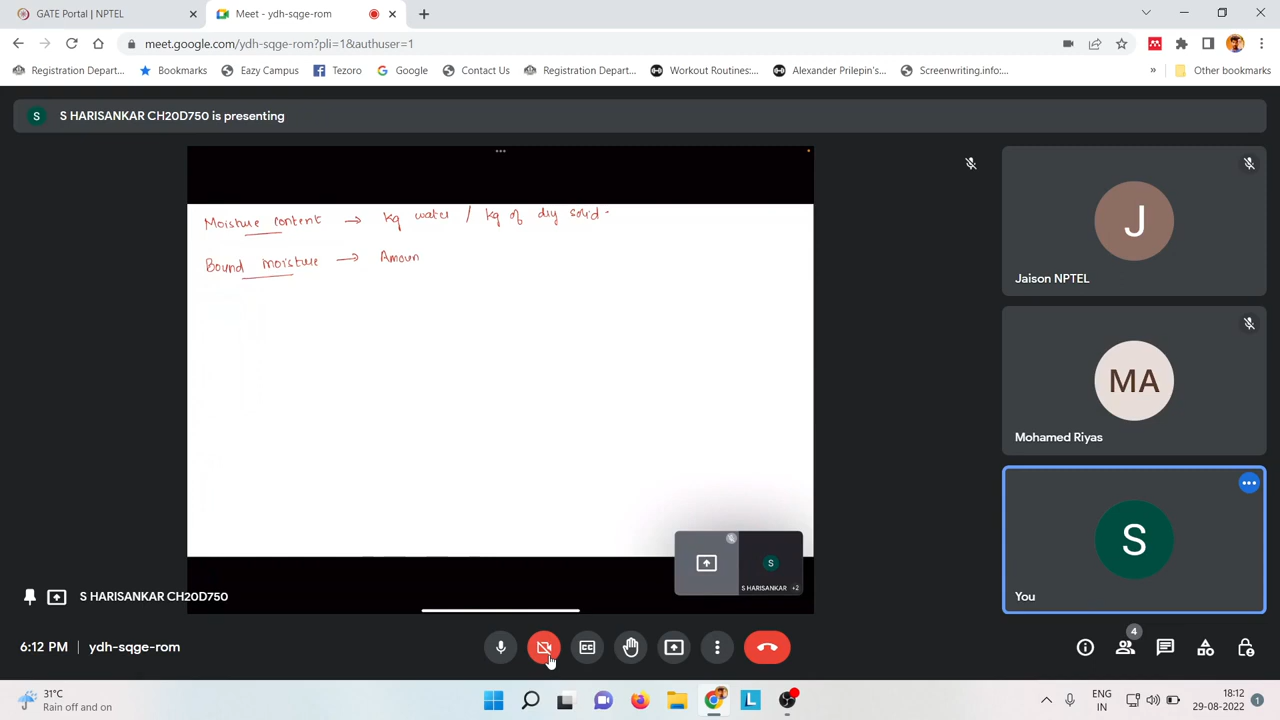 GATE Portal | NPTEL
Meet - ydh-sqge-rom
meet.google.com/ydh-sqge-rom?pli=1&authuser=1
Registration Depart...
Bookmarks
Eazy Campus
Tezoro
Google
Contact Us
Registration Depart...
Workout Routines:...
Alexander Prilepin's...
Screenwriting.info:...
»
Other bookmarks
S
S HARISANKAR CH20D750 is presenting
Moisture content → kg water / kg of dry solid.
Bound moisture → Amoun
J
Jaison NPTEL
MA
Mohamed Riyas
S
You
S
S HARISANKAR +2
S HARISANKAR CH20D750
6:12 PM | ydh-sqge-rom
CC
4
31°C
Rain off and on
L
ENG
IN
18:12
29-08-2022
1